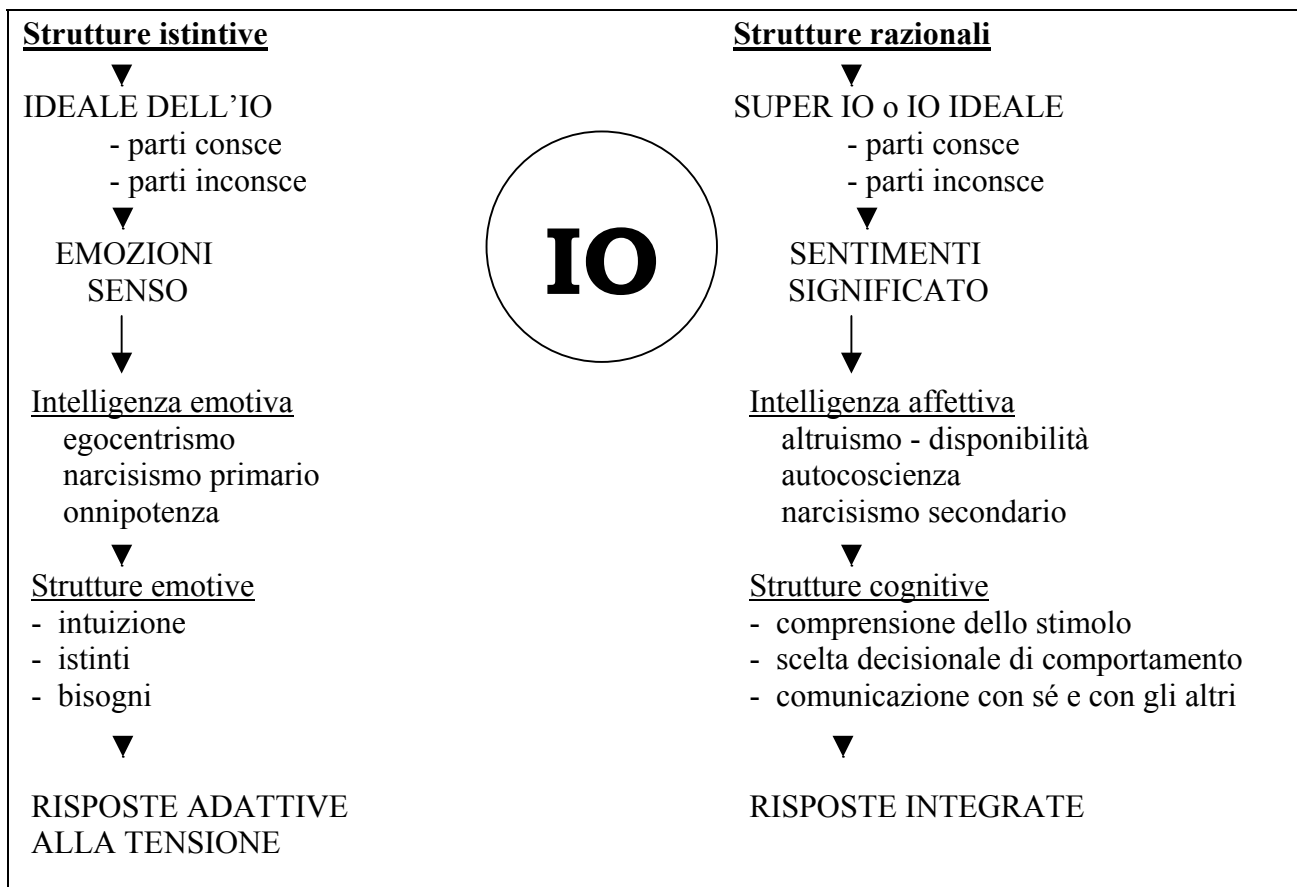 Strutture istintive
IDEALE DELL’IO
- parti consce
- parti inconsce
EMOZIONI
SENSO
Intelligenza emotiva
egocentrismo
narcisismo primario
onnipotenza
Strutture emotive
- intuizione
- istinti
- bisogni
RISPOSTE ADATTIVE
ALLA TENSIONE
IO
Strutture razionali
SUPER IO o IO IDEALE
- parti consce
- parti inconsce
SENTIMENTI
SIGNIFICATO
Intelligenza affettiva
altruismo - disponibilità
autocoscienza
narcisismo secondario
Strutture cognitive
- comprensione dello stimolo
- scelta decisionale di comportamento
- comunicazione con sé e con gli altri
RISPOSTE INTEGRATE